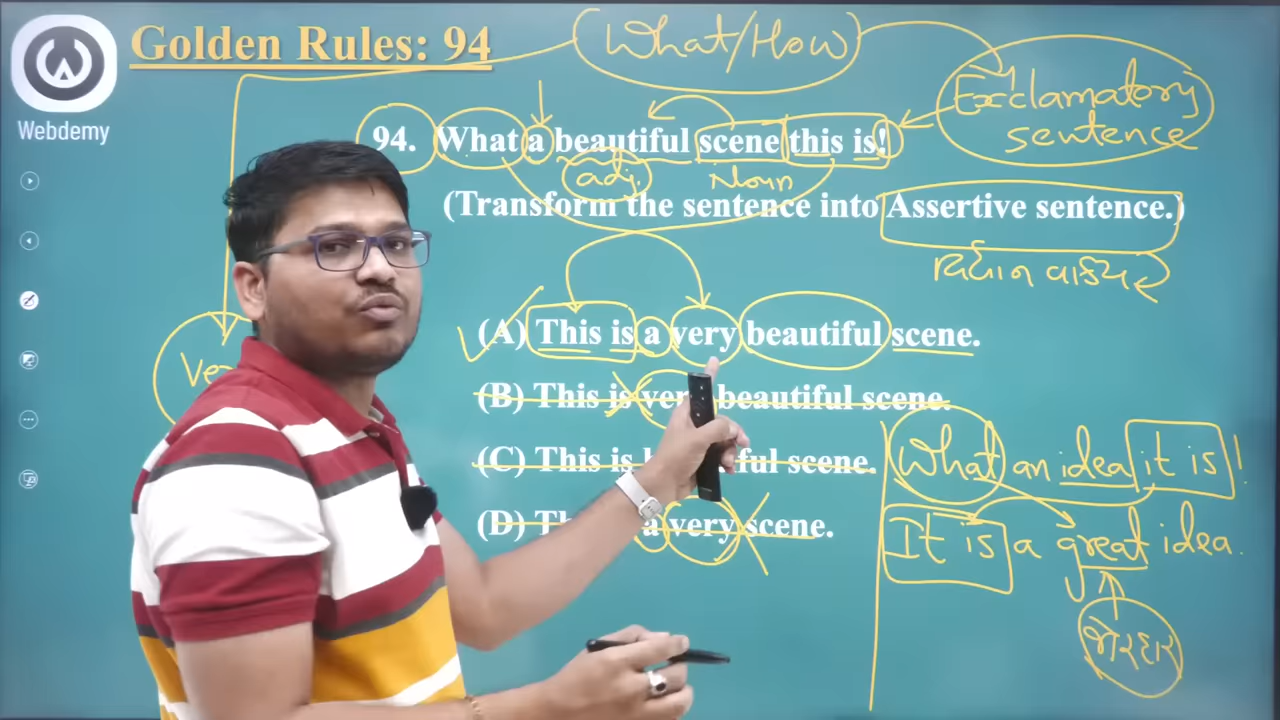 Golden Rules: 94
Webdemy
What/How
Exclamatory
sentence
94. What a beautiful scene this is!
adj. Noun
(Transform the sentence into Assertive sentence.)
વિધાન વાક્ય
(A) This is a very beautiful scene.
Ve
(B) This is very beautiful scene.
(C) This is b ful scene.
(D) Th a very scene.
What an idea it is!
It is a great idea.
જોરદાર